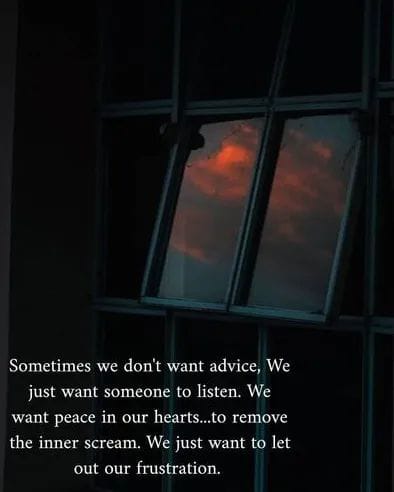 Sometimes we don't want advice, We
just want someone to listen. We
want peace in our hearts...to remove
the inner scream. We just want to let
out our frustration.